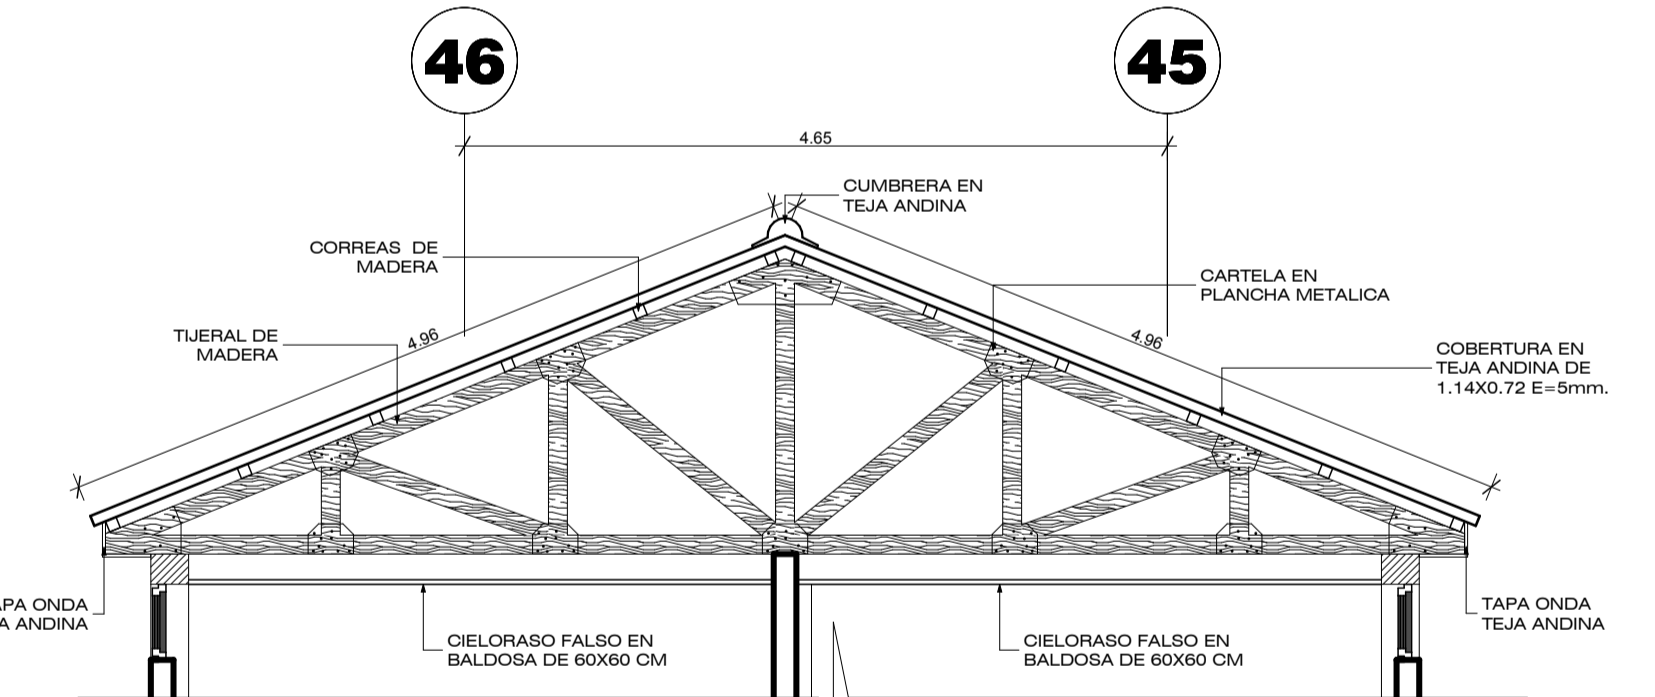 46
45
4.65
CUMBRERA EN
TEJA ANDINA
CORREAS DE
MADERA
CARTELA EN
PLANCHA METALICA
TIJERAL DE
MADERA
4.96
4.96
COBERTURA EN
TEJA ANDINA DE
1.14X0.72 E=5mm.
ONDA
ANDINA
TAPA ONDA
TEJA ANDINA
CIELORASO FALSO EN
BALDOSA DE 60X60 CM
CIELORASO FALSO EN
BALDOSA DE 60X60 CM